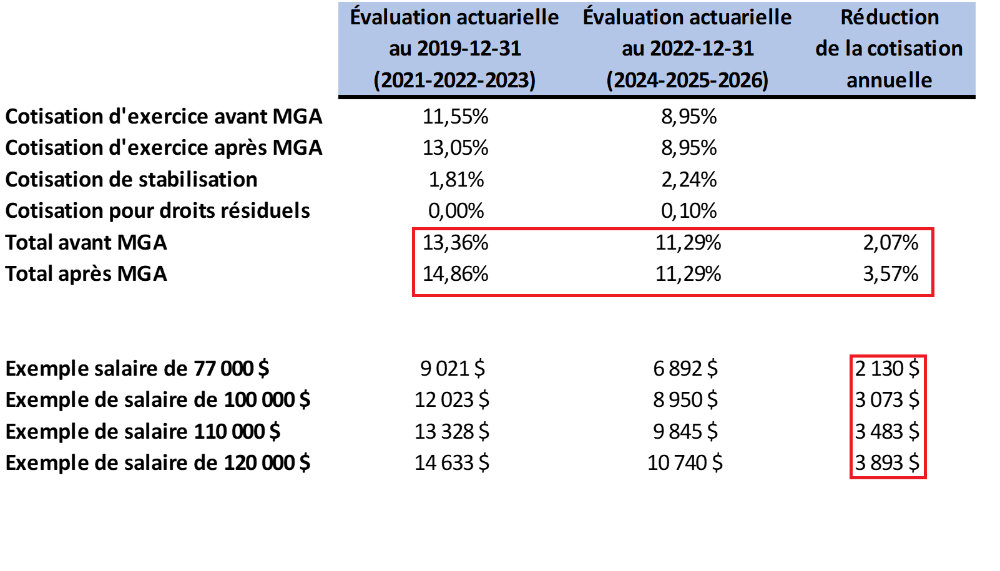 Évaluation actuarielle Évaluation actuarielle Réduction
au 2019-12-31 au 2022-12-31 de la cotisation
(2021-2022-2023) (2024-2025-2026) annuelle
Cotisation d'exercice avant MGA 11,55% 8,95%
Cotisation d'exercice après MGA 13,05% 8,95%
Cotisation de stabilisation 1,81% 2,24%
Cotisation pour droits résiduels 0,00% 0,10%
Total avant MGA 13,36% 11,29% 2,07%
Total après MGA 14,86% 11,29% 3,57%
Exemple salaire de 77 000 $ 9 021 $ 6 892 $ 2 130 $
Exemple de salaire de 100 000 $ 12 023 $ 8 950 $ 3 073 $
Exemple de salaire 110 000 $ 13 328 $ 9 845 $ 3 483 $
Exemple de salaire de 120 000 $ 14 633 $ 10 740 $ 3 893 $